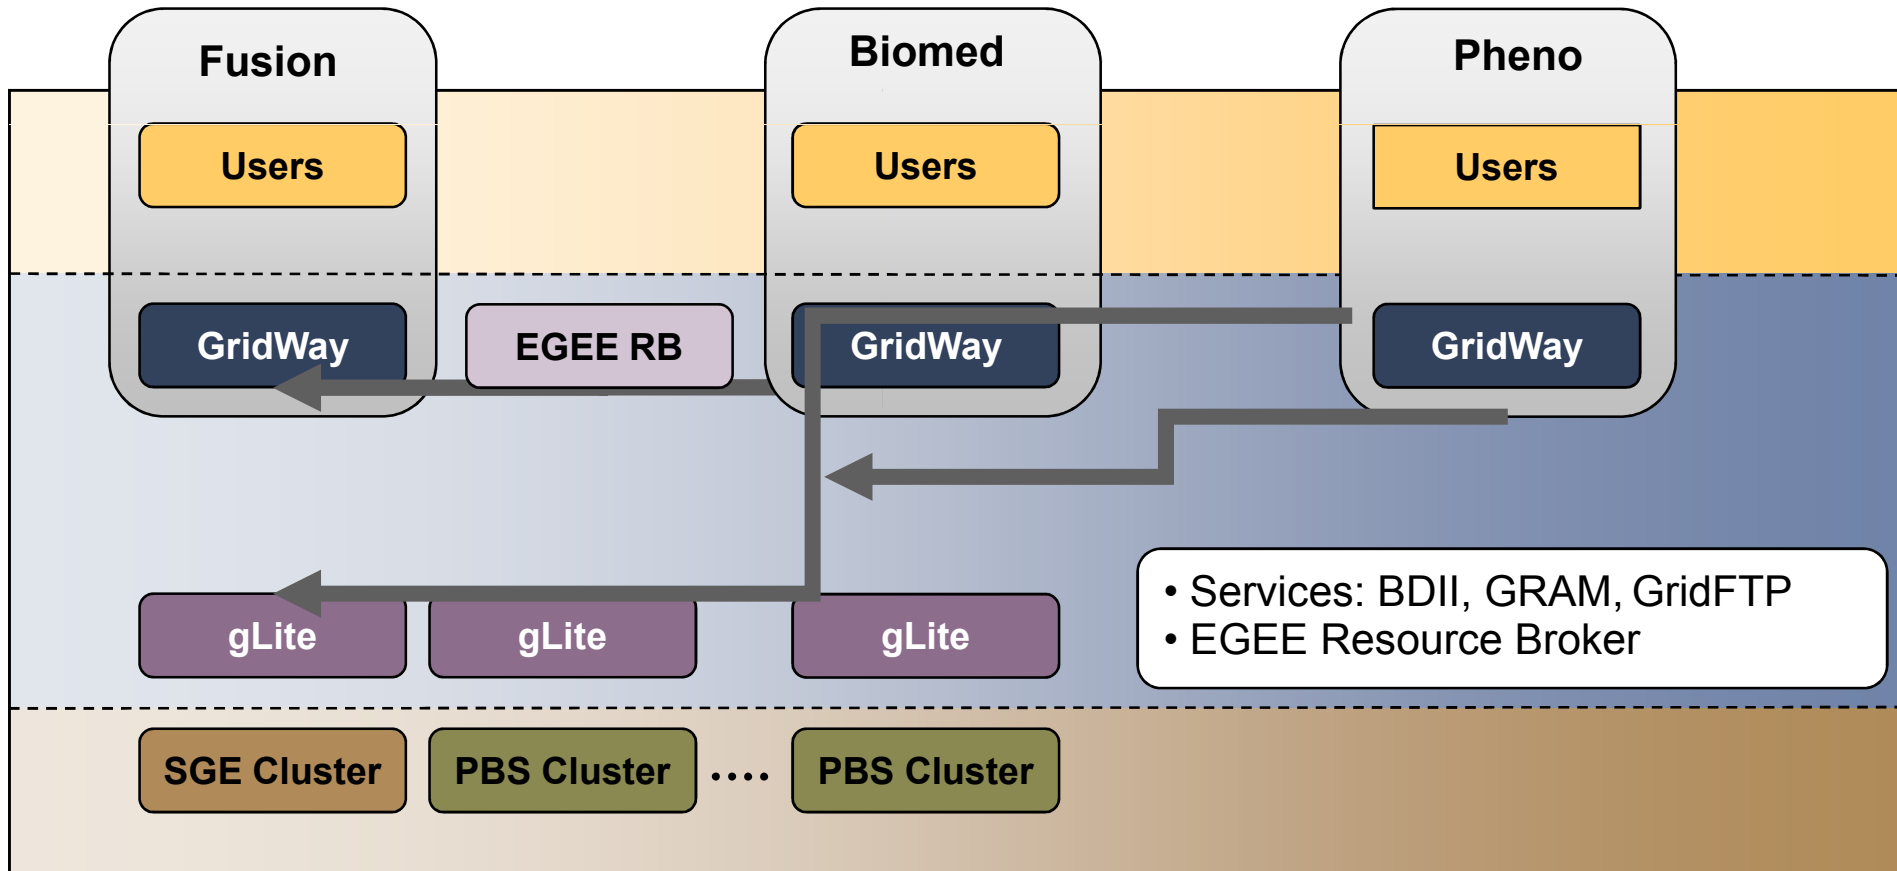 Fusion
Biomed
Pheno
Users
Users
Users
GridWay
EGEE RB
GridWay
GridWay
• Services: BDII, GRAM, GridFTP
• EGEE Resource Broker
gLite
gLite
gLite
SGE Cluster
PBS Cluster
....
PBS Cluster